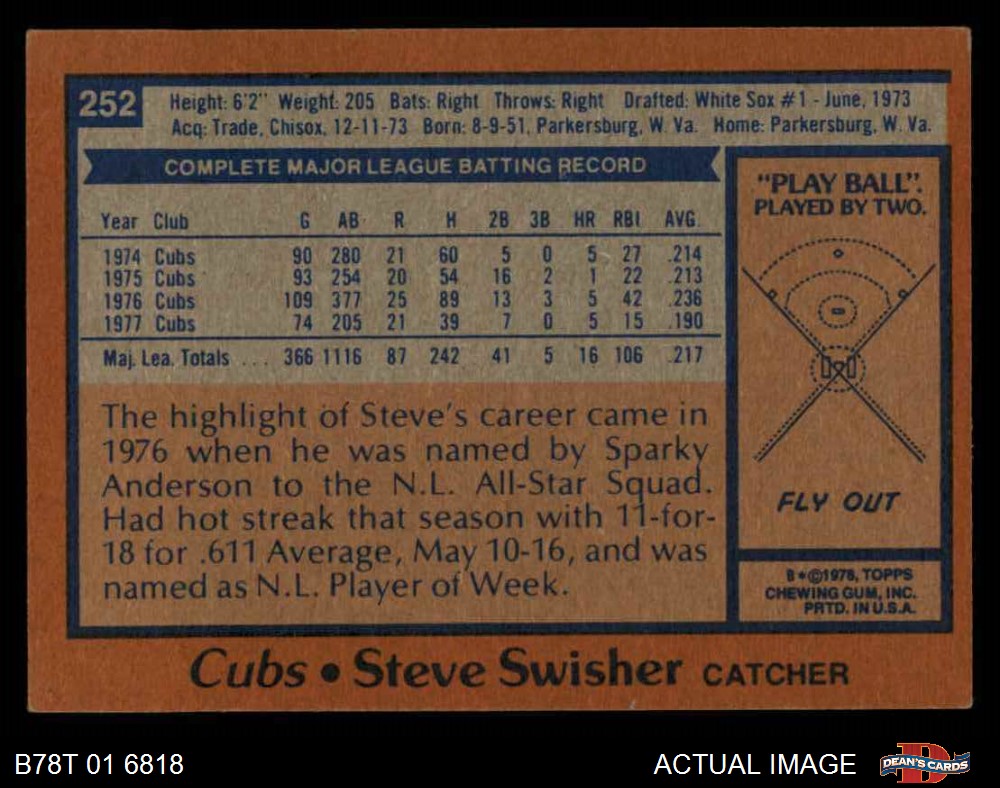 252
Height: 6'2" Weight: 205 Bats: Right Throws: Right Drafted: White Sox #1 - June, 1973
Acq: Trade, Chisox, 12-11-73 Born: 8-9-51, Parkersburg, W. Va. Home: Parkersburg, W. Va.
COMPLETE MAJOR LEAGUE BATTING RECORD
Year Club G AB R H 2B 3B HR RBI AVG.
1974 Cubs 90 280 21 60 5 0 5 27 .214
1975 Cubs 93 254 20 54 16 2 1 22 .213
1976 Cubs 109 377 25 89 13 3 5 42 .236
1977 Cubs 74 205 21 39 7 0 5 15 .190
Maj. Lea. Totals ... 366 1116 87 242 41 5 16 106 .217
The highlight of Steve's career came in
1976 when he was named by Sparky
Anderson to the N.L. All-Star Squad.
Had hot streak that season with 11-for-
18 for .611 Average, May 10-16, and was
named as N.L. Player of Week.
"PLAY BALL":
PLAYED BY TWO.
FLY OUT
B*©1978, TOPPS
CHEWING GUM, INC.
PRTD. IN U.S.A.
Cubs • Steve Swisher CATCHER
B78T 01 6818
ACTUAL IMAGE
D
DEAN'S CARDS